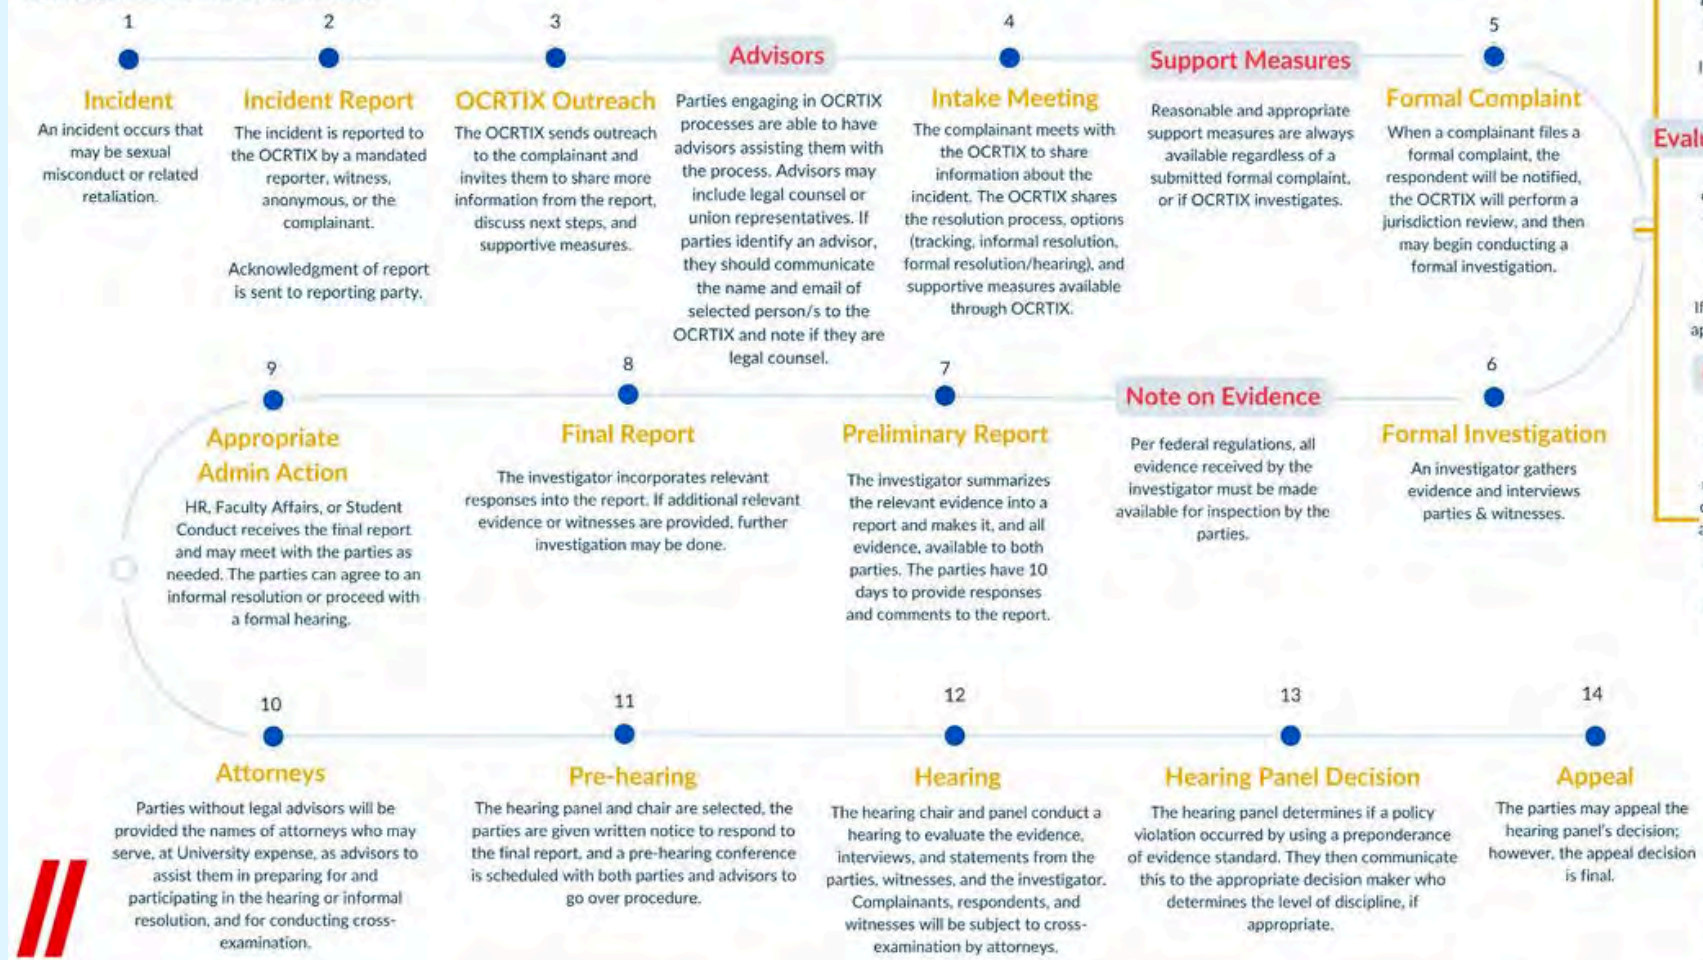 1
Incident
An incident occurs that
may be sexual
misconduct or related
retaliation.
2
Incident Report
The incident is reported to
the OCRTIX by a mandated
reporter, witness,
anonymous, or the
complainant.
Acknowledgment of report
is sent to reporting party.
3
OCRTIX Outreach
The OCRTIX sends outreach
to the complainant and
invites them to share more
information from the report,
discuss next steps, and
supportive measures.
Advisors
Parties engaging in OCRTIX
processes are able to have
advisors assisting them with
the process. Advisors may
include legal counsel or
union representatives. If
parties identify an advisor,
they should communicate
the name and email of
selected person/s to the
OCRTIX and note if they are
legal counsel.
4
Intake Meeting
The complainant meets with
the OCRTIX to share
information about the
incident. The OCRTIX shares
the resolution process, options
(tracking, informal resolution,
formal resolution/hearing), and
supportive measures available
through OCRTIX.
Support Measures
Reasonable and appropriate
support measures are always
available regardless of a
submitted formal complaint,
or if OCRTIX investigates.
5
Formal Complaint
When a complainant files a
formal complaint, the
respondent will be notified,
the OCRTIX will perform a
jurisdiction review, and then
may begin conducting a
formal investigation.
9
Appropriate
Admin Action
HR, Faculty Affairs, or Student
Conduct receives the final report
and may meet with the parties as
needed. The parties can agree to an
informal resolution or proceed with
a formal hearing.
8
Final Report
The investigator incorporates relevant
responses into the report. If additional relevant
evidence or witnesses are provided, further
investigation may be done.
7
Preliminary Report
The investigator summarizes
the relevant evidence into a
report and makes it, and all
evidence, available to both
parties. The parties have 10
days to provide responses
and comments to the report.
Note on Evidence
Per federal regulations, all
evidence received by the
investigator must be made
available for inspection by the
parties.
6
Formal Investigation
An investigator gathers
evidence and interviews
parties & witnesses.
10
Attorneys
Parties without legal advisors will be
provided the names of attorneys who may
serve, at University expense, as advisors to
assist them in preparing for and
participating in the hearing or informal
resolution, and for conducting cross-
examination.
11
Pre-hearing
The hearing panel and chair are selected, the
parties are given written notice to respond to
the final report, and a pre-hearing conference
is scheduled with both parties and advisors to
go over procedure.
12
Hearing
The hearing chair and panel conduct a
hearing to evaluate the evidence,
interviews, and statements from the
parties, witnesses, and the investigator.
Complainants, respondents, and
witnesses will be subject to cross-
examination by attorneys.
13
Hearing Panel Decision
The hearing panel determines if a policy
violation occurred by using a preponderance
of evidence standard. They then communicate
this to the appropriate decision maker who
determines the level of discipline, if
appropriate.
14
Appeal
The parties may appeal the
hearing panel's decision;
however, the appeal decision
is final.